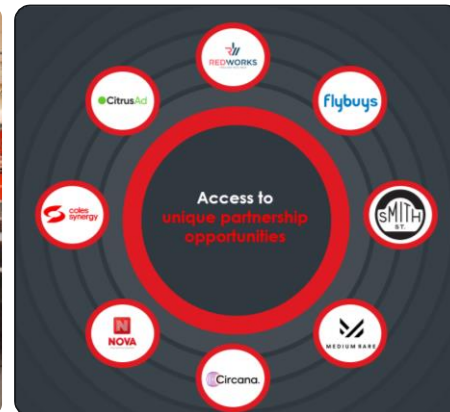 REDWORKS
CitrusAd
flybuys
coles
synergy
Access to
unique partnership
opportunities
SMITH
ST.
NOVA
MEDIUM RARE
Circana.